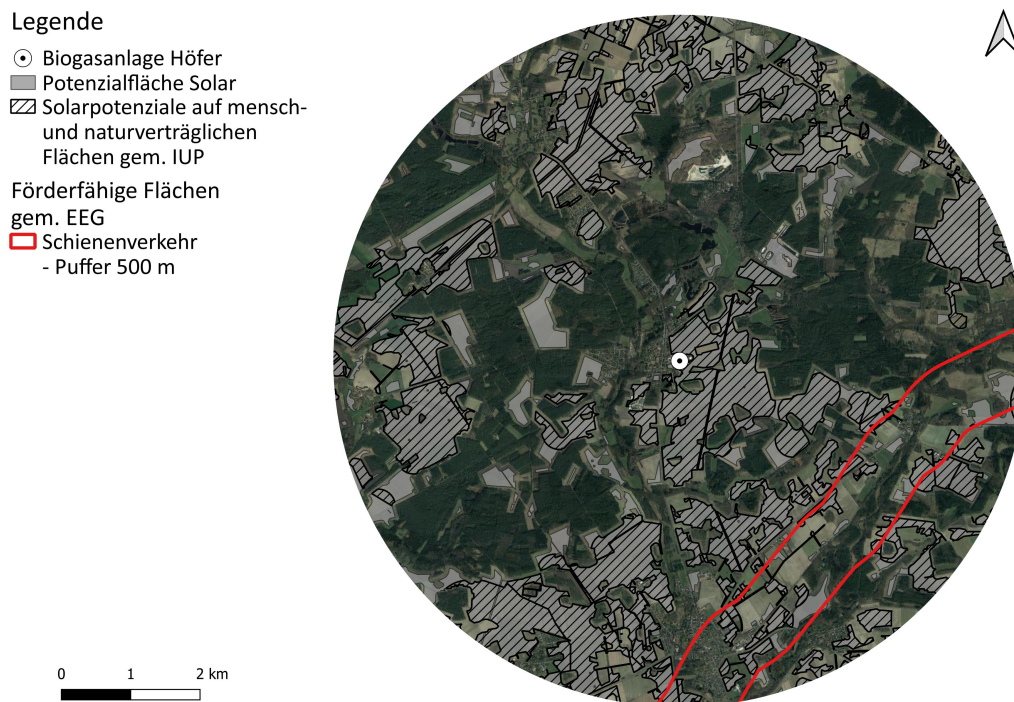 Legende
Biogasanlage Höfer
Potenzialfläche Solar
Solarpotenziale auf mensch-
und naturverträglichen
Flächen gem. IUP
Förderfähige Flächen
gem. EEG
Schienenverkehr
- Puffer 500 m
0 1 2 km